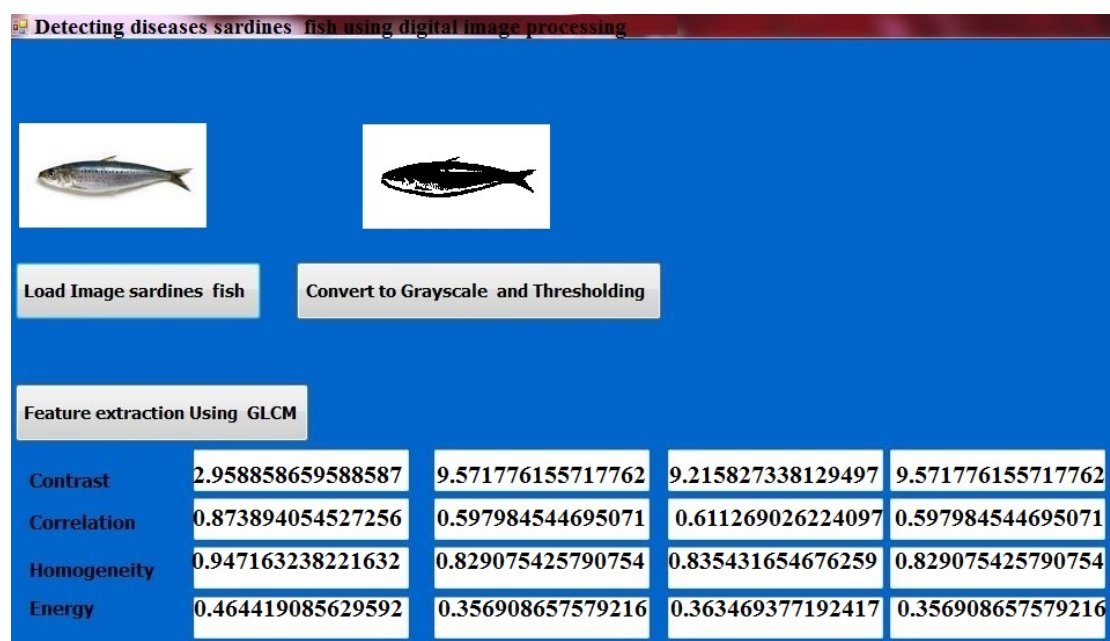 Detecting diseases sardines fish using digital image processing
Load Image sardines fish
Convert to Grayscale and Thresholding
Feature extraction Using GLCM
Contrast 2.958858659588587 9.571776155717762 9.215827338129497 9.571776155717762
Correlation 0.873894054527256 0.597984544695071 0.611269026224097 0.597984544695071
Homogeneity 0.947163238221632 0.829075425790754 0.835431654676259 0.829075425790754
Energy 0.464419085629592 0.356908657579216 0.363469377192417 0.356908657579216